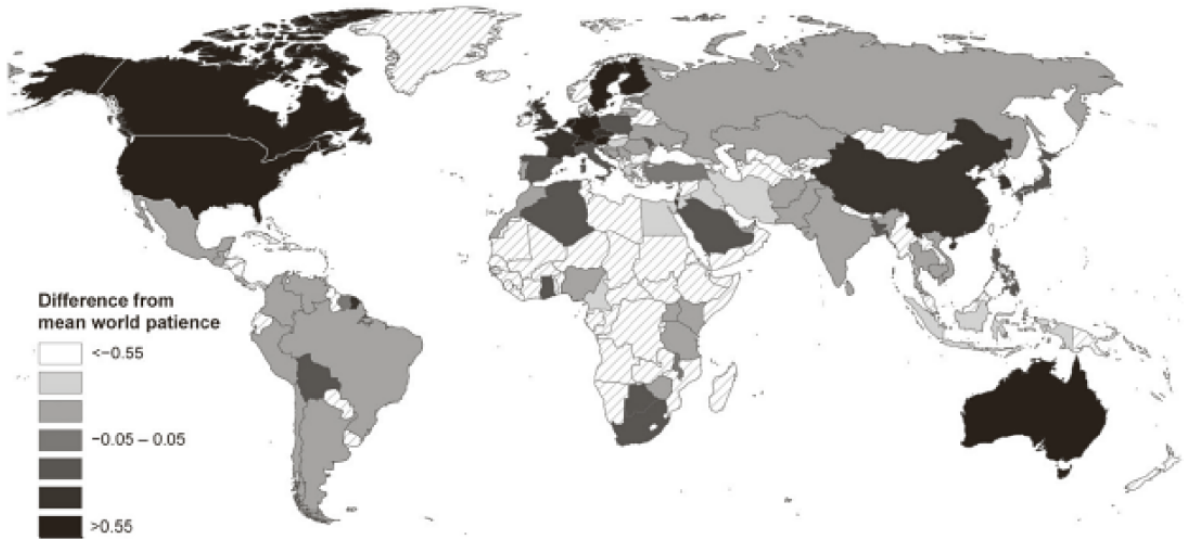 Difference from
mean world patience
<−0.55
−0.05 – 0.05
>0.55